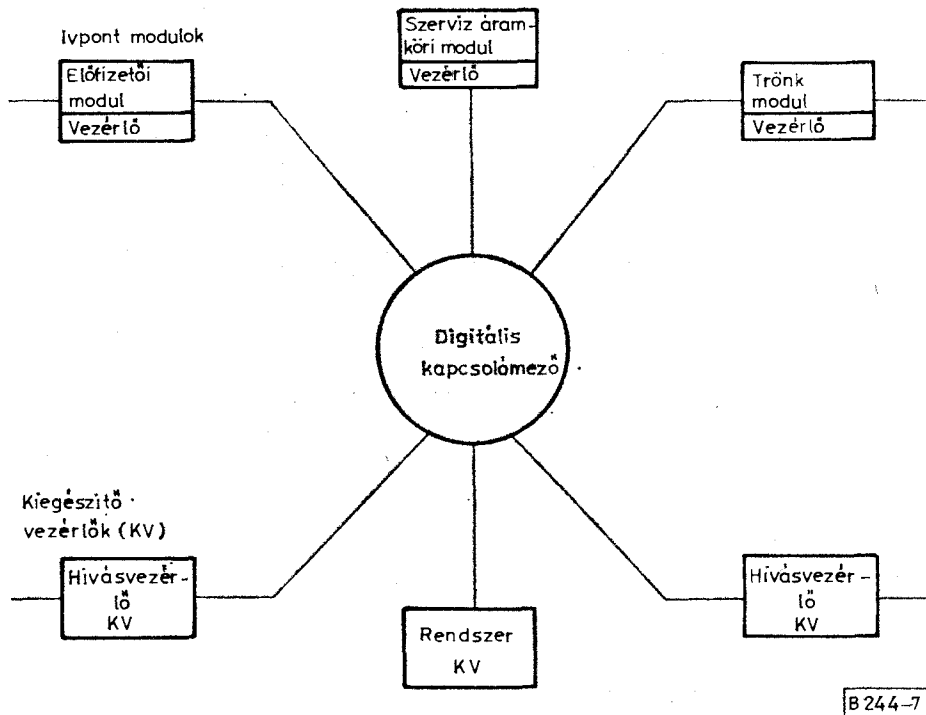 Ivpont modulok
Előfizetői
modul
Vezérlő
Szerviz áram-
köri modul
Vezérlő
Trönk
modul
Vezérlő
Digitális
kapcsolómező
Kiegészitő
vezérlők (KV)
Hívásvezér-
lő
KV
Rendszer
KV
Hívásvezér-
lő
KV
B 244-7